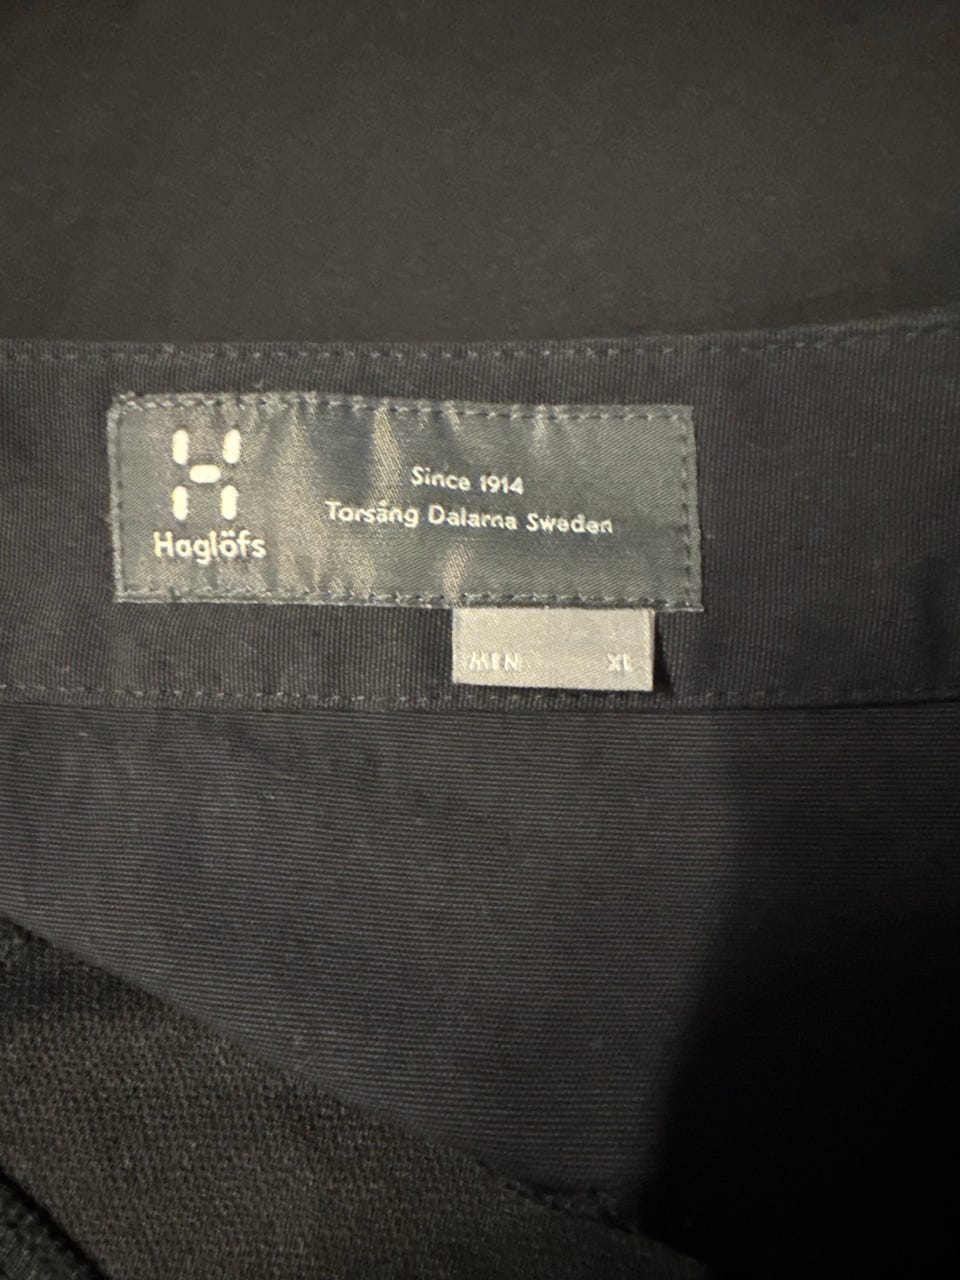 Since 1914
Torsång Dalarna Sweden
Haglöfs
MEN XL